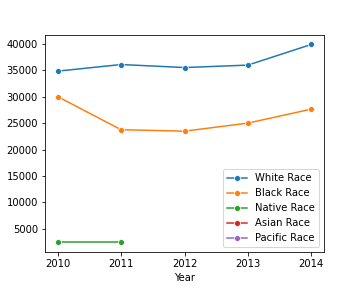 40000
35000
30000
25000
20000
15000
10000
5000
White Race
Black Race
Native Race
Asian Race
Pacific Race
2010 2011 2012 2013 2014
Year